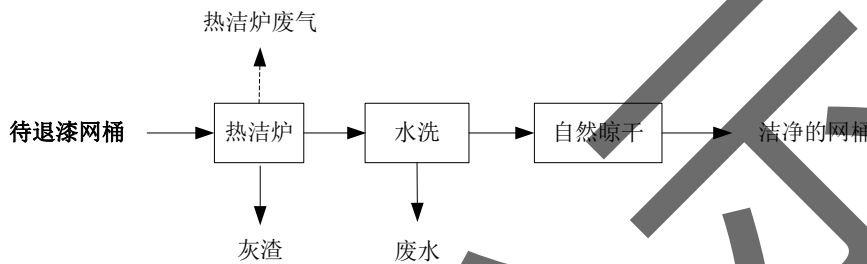 热洁炉废气
待退漆网桶
热洁炉
水洗
自然晾干
洁净的网桶
灰渣
废水